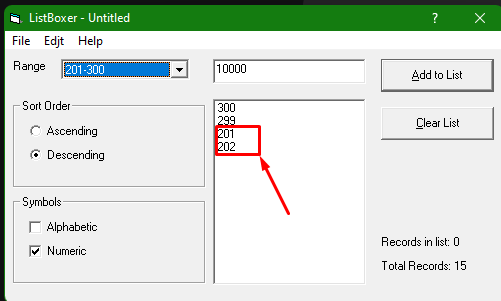 ListBoxer - Untitled
File Edjt Help
Range 201-300 10000 Add to List
Sort Order
Ascending
Descending
300
299
201
202
Clear List
Symbols
Alphabetic
Numeric
Records in list: 0
Total Records: 15